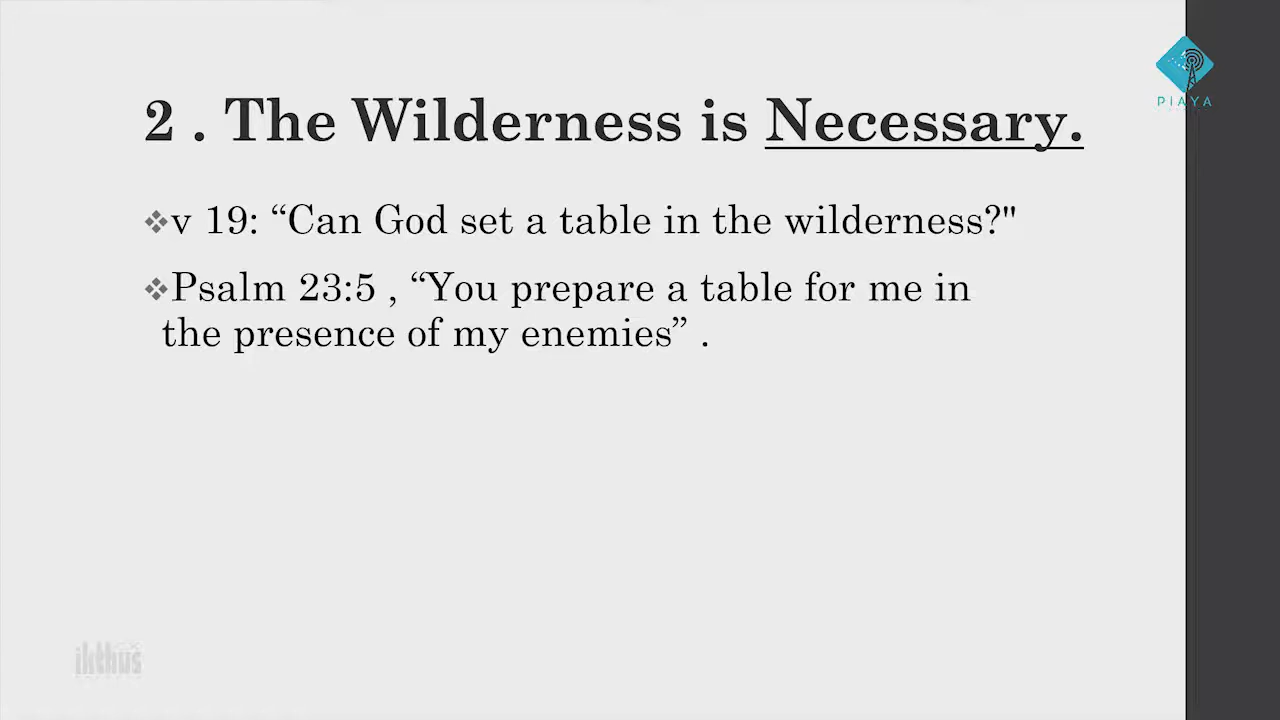 PIAYA
2 . The Wilderness is Necessary.
❖v 19: “Can God set a table in the wilderness?"
❖Psalm 23:5 , “You prepare a table for me in
the presence of my enemies” .
ikthus